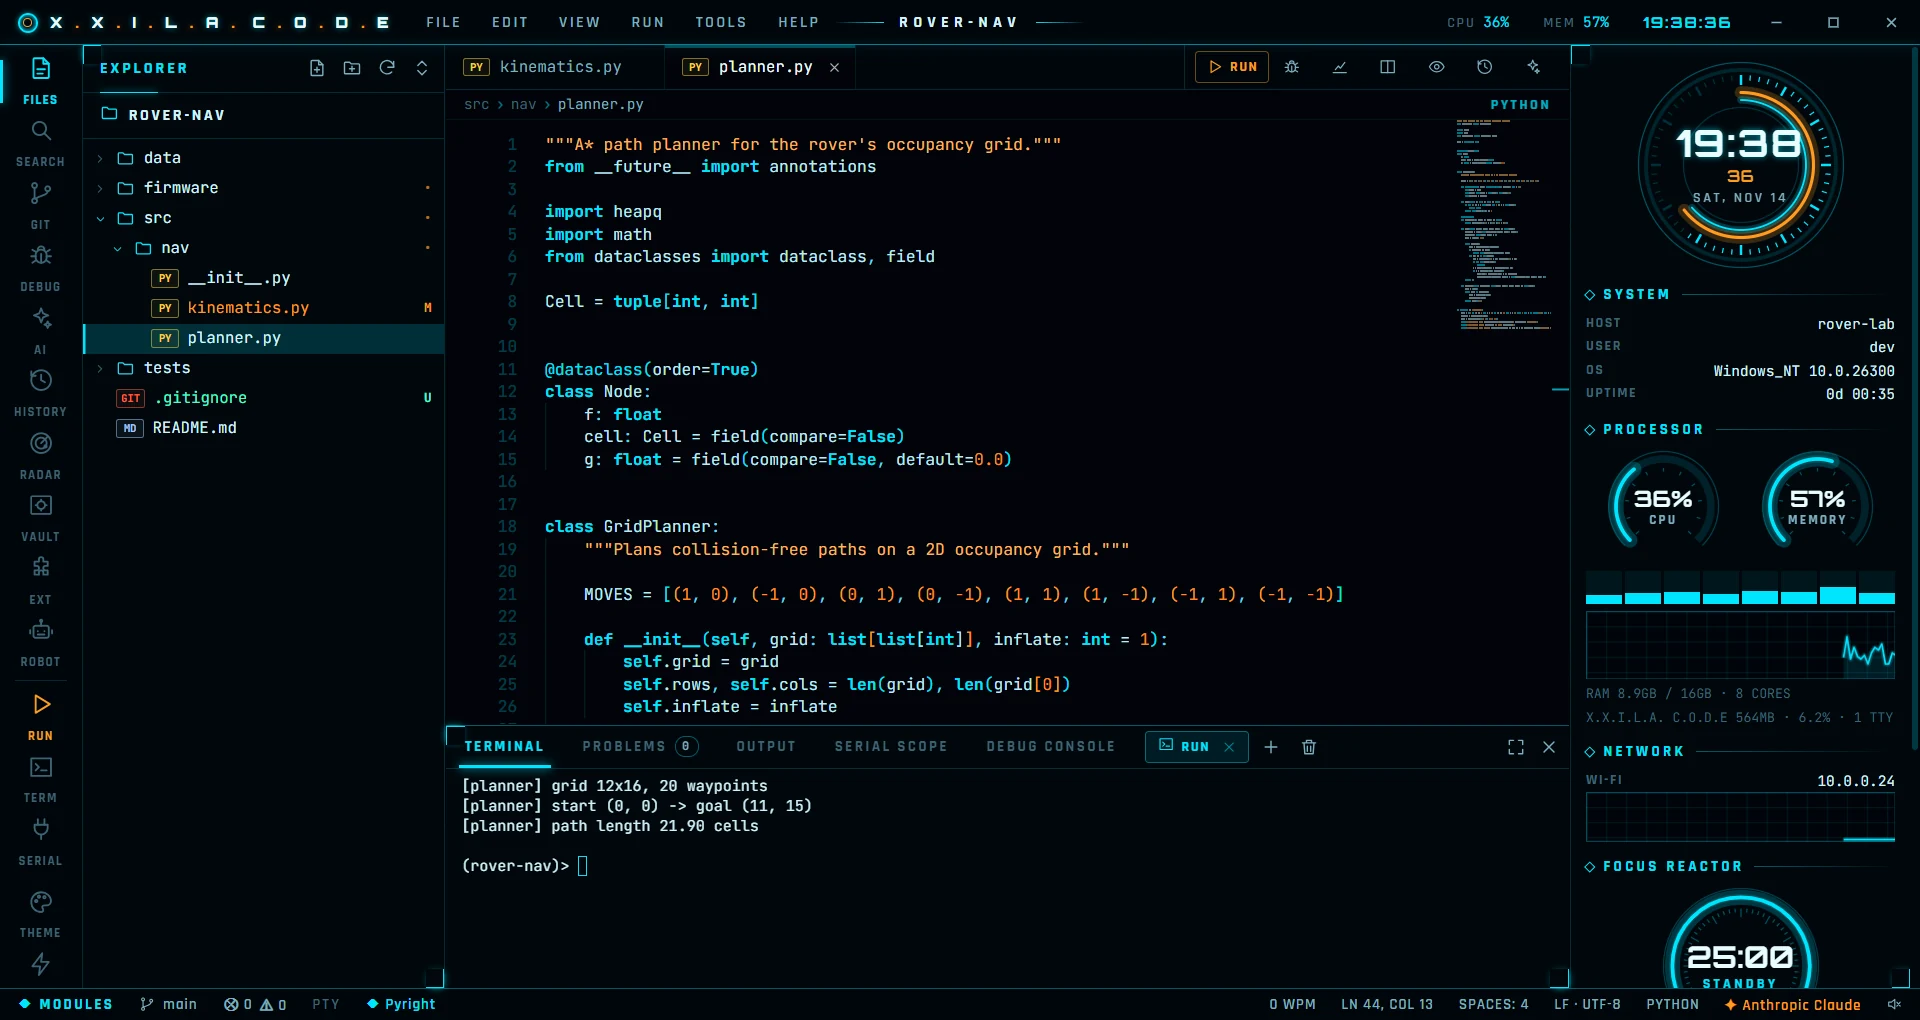 X.X.I.L.A.C.O.D.E FILE EDIT VIEW RUN TOOLS HELP ROVER-NAV CPU 36% MEM 57% 19:38:36
FILES
SEARCH
GIT
DEBUG
AI
HISTORY
RADAR
VAULT
EXT
ROBOT
RUN
TERM
SERIAL
THEME
EXPLORER
ROVER-NAV
data
firmware
src
nav
PY __init__.py
PY kinematics.py M
PY planner.py
tests
GIT .gitignore U
MD README.md
PY kinematics.py PY planner.py RUN
src > nav > planner.py PYTHON
1 """A* path planner for the rover's occupancy grid."""
2 from __future__ import annotations
3
4 import heapq
5 import math
6 from dataclasses import dataclass, field
7
8 Cell = tuple[int, int]
9
10
11 @dataclass(order=True)
12 class Node:
13 f: float
14 cell: Cell = field(compare=False)
15 g: float = field(compare=False, default=0.0)
16
17
18 class GridPlanner:
19 """Plans collision-free paths on a 2D occupancy grid."""
20
21 MOVES = [(1, 0), (-1, 0), (0, 1), (0, -1), (1, 1), (1, -1), (-1, 1), (-1, -1)]
22
23 def __init__(self, grid: list[list[int]], inflate: int = 1):
24 self.grid = grid
25 self.rows, self.cols = len(grid), len(grid[0])
26 self.inflate = inflate
TERMINAL PROBLEMS 0 OUTPUT SERIAL SCOPE DEBUG CONSOLE RUN
[planner] grid 12x16, 20 waypoints
[planner] start (0, 0) -> goal (11, 15)
[planner] path length 21.90 cells
(rover-nav)>
19:38
36
SAT, NOV 14
SYSTEM
HOST rover-lab
USER dev
OS Windows_NT 10.0.26300
UPTIME 0d 00:35
PROCESSOR
36% CPU
57% MEMORY
RAM 8.9GB / 16GB · 8 CORES
X.X.I.L.A. C.O.D.E 564MB · 6.2% · 1 TTY
NETWORK
WI-FI 10.0.0.24
FOCUS REACTOR
25:00
STANDBY
MODULES main 0 0 PTY Pyright 0 WPM LN 44, COL 13 SPACES: 4 LF · UTF-8 PYTHON Anthropic Claude